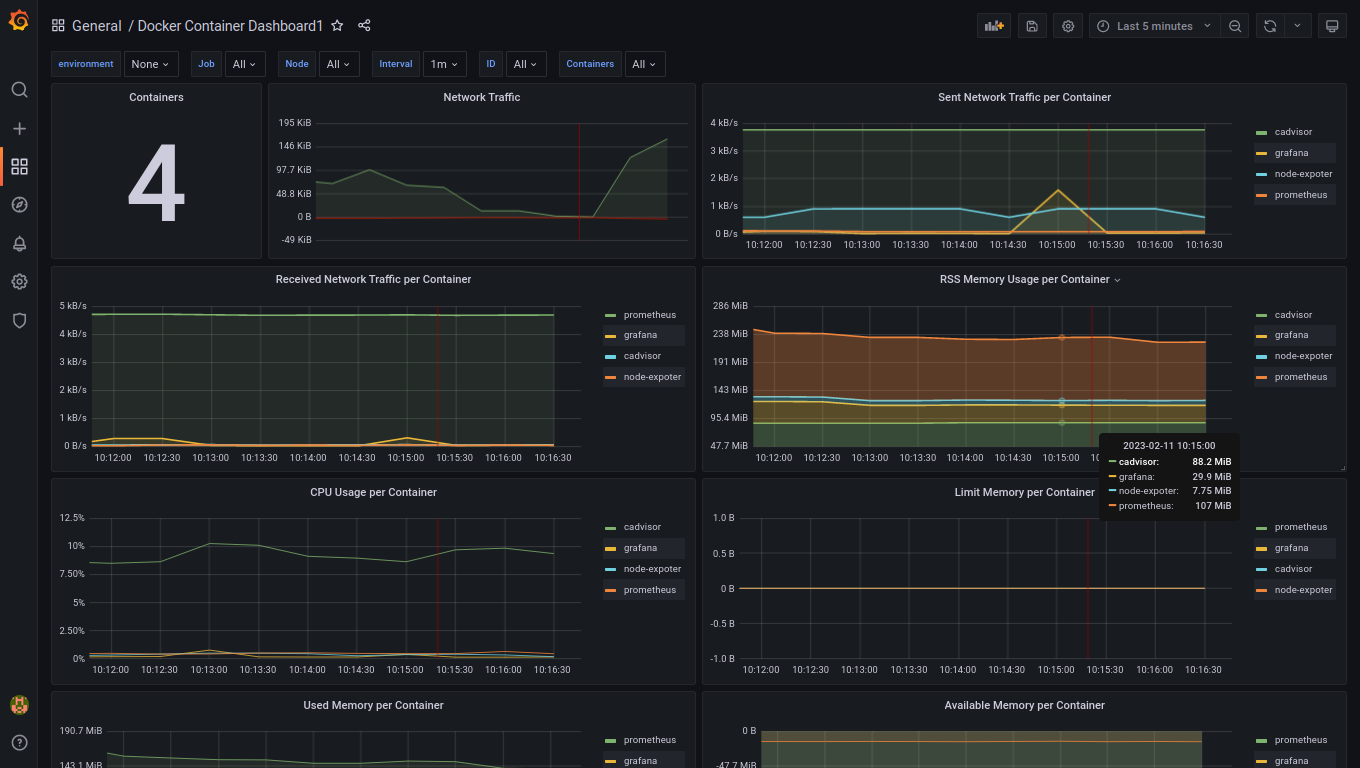 General / Docker Container Dashboard1
Last 5 minutes
environment None Job All Node All Interval 1m ID All Containers All
Containers
4
Network Traffic
195 KiB
146 KiB
97.7 KiB
48.8 KiB
0 B
-49 KiB
Sent Network Traffic per Container
4 kB/s
3 kB/s
2 kB/s
1 kB/s
0 B/s
10:12:00 10:12:30 10:13:00 10:13:30 10:14:00 10:14:30 10:15:00 10:15:30 10:16:00 10:16:30
cadvisor
grafana
node-expoter
prometheus
Received Network Traffic per Container
5 kB/s
4 kB/s
3 kB/s
2 kB/s
1 kB/s
0 B/s
10:12:00 10:12:30 10:13:00 10:13:30 10:14:00 10:14:30 10:15:00 10:15:30 10:16:00 10:16:30
prometheus
grafana
cadvisor
node-expoter
RSS Memory Usage per Container
286 MiB
238 MiB
191 MiB
143 MiB
95.4 MiB
47.7 MiB
10:12:00 10:12:30 10:13:00 10:13:30 10:14:00 10:14:30 10:15:00 10
cadvisor
grafana
node-expoter
prometheus
2023-02-11 10:15:00
cadvisor: 88.2 MiB
grafana: 29.9 MiB
node-expoter: 7.75 MiB
prometheus: 107 MiB
CPU Usage per Container
12.5%
10%
7.50%
5%
2.50%
0%
10:12:00 10:12:30 10:13:00 10:13:30 10:14:00 10:14:30 10:15:00 10:15:30 10:16:00 10:16:30
cadvisor
grafana
node-expoter
prometheus
Limit Memory per Container
1.0 B
0.5 B
0 B
-0.5 B
-1.0 B
10:12:00 10:12:30 10:13:00 10:13:30 10:14:00 10:14:30 10:15:00 10:15:30 10:16:00 10:16:30
prometheus
grafana
cadvisor
node-expoter
Used Memory per Container
190.7 MiB
143.1 MiB
prometheus
grafana
Available Memory per Container
0 B
-47.7 MiB
prometheus
grafana